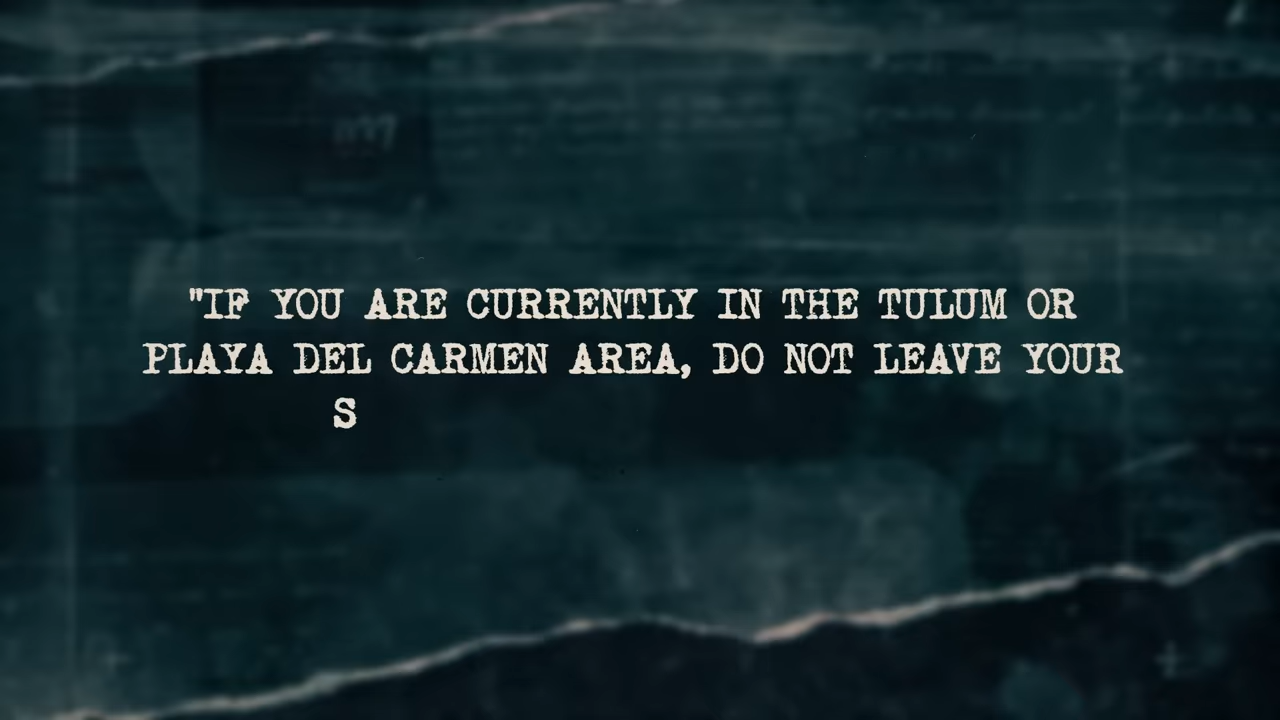 "IF YOU ARE CURRENTLY IN THE TULUM OR
PLAYA DEL CARMEN AREA, DO NOT LEAVE YOUR
S